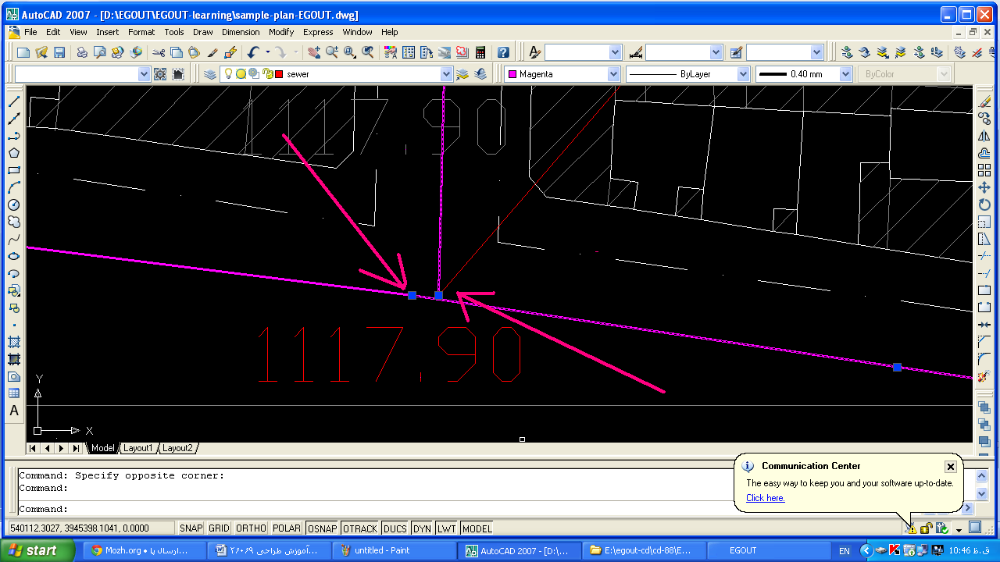 AutoCAD 2007 - [D:\EGOUT\EGOUT-learning\sample-plan-EGOUT.dwg]
File Edit View Insert Format Tools Draw Dimension Modify Express Window Help
sewer Magenta ByLayer 0.40 mm ByColor
1117.90
1117.90
Y
X
A
Model Layout1 Layout2
Command: Specify opposite corner:
Command:
Command:
Communication Center
The easy way to keep you and your software up-to-date.
Click here.
540112.3027, 3945398.1041, 0.0000 SNAP GRID ORTHO POLAR OSNAP OTRACK DUCS DYN LWT MODEL
start Mozh.org • ارسال پا... آموزش طراحی ۲۶۰۶۹ untitled - Paint AutoCAD 2007 - [D:\... E:\egout-cd\cd-88\E... EGOUT EN 10:46 ق.ظ